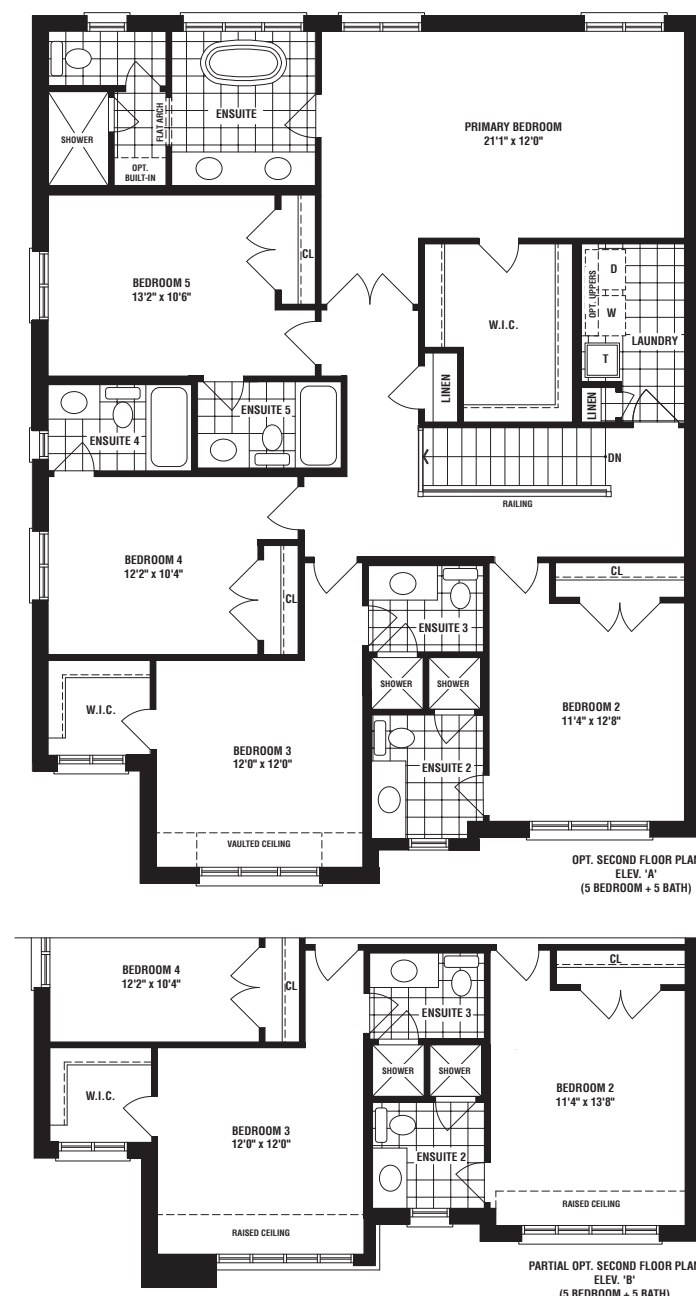 ENSUITE
SHOWER
FLAT ARCH
OPT.
BUILT-IN
PRIMARY BEDROOM
21'1" x 12'0"
BEDROOM 5
13'2" x 10'6"
CL
W.I.C.
OPT. UPPERS
D
W
T
LAUNDRY
LINEN
LINEN
ENSUITE 4
ENSUITE 5
DN
RAILING
BEDROOM 4
12'2" x 10'4"
CL
ENSUITE 3
CL
SHOWER
SHOWER
W.I.C.
BEDROOM 3
12'0" x 12'0"
BEDROOM 2
11'4" x 12'8"
ENSUITE 2
VAULTED CEILING
OPT. SECOND FLOOR PLAN
ELEV. 'A'
(5 BEDROOM + 5 BATH)
BEDROOM 4
12'2" x 10'4"
CL
CL
ENSUITE 3
SHOWER
SHOWER
W.I.C.
BEDROOM 3
12'0" x 12'0"
BEDROOM 2
11'4" x 13'8"
ENSUITE 2
RAISED CEILING
RAISED CEILING
PARTIAL OPT. SECOND FLOOR PLAN
ELEV. 'B'
(5 BEDROOM + 5 BATH)